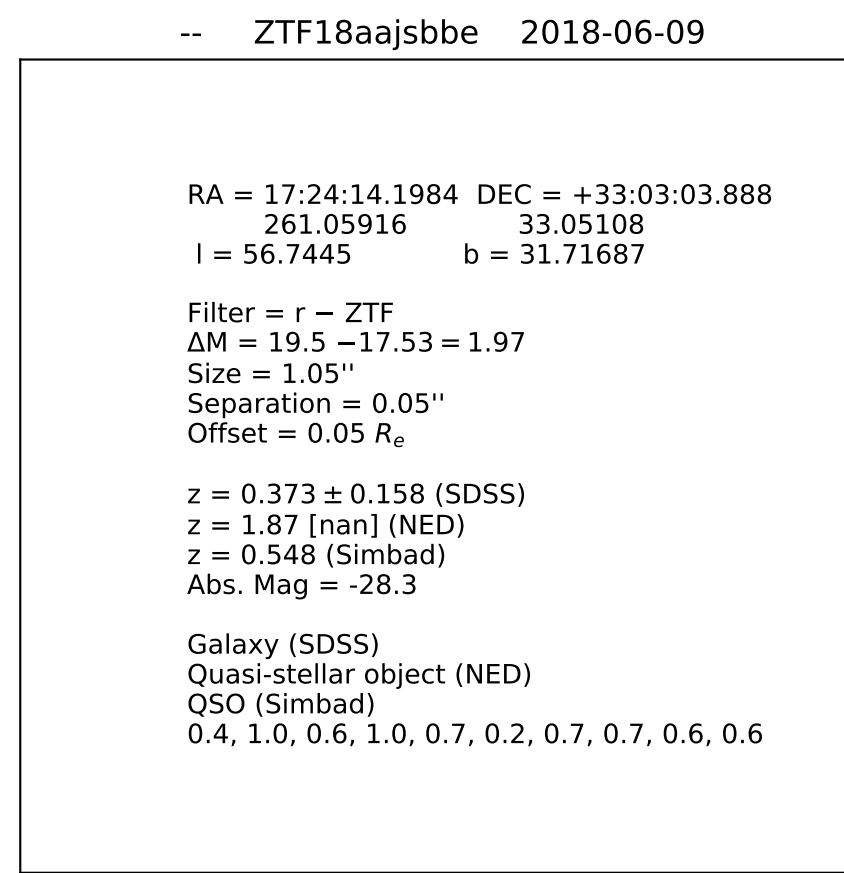 -- ZTF18aajsbbe 2018-06-09
RA = 17:24:14.1984 DEC = +33:03:03.888
261.05916 33.05108
l = 56.7445 b = 31.71687
Filter = r − ZTF
ΔM = 19.5 −17.53 = 1.97
Size = 1.05''
Separation = 0.05''
Offset = 0.05 Re
z = 0.373 ± 0.158 (SDSS)
z = 1.87 [nan] (NED)
z = 0.548 (Simbad)
Abs. Mag = -28.3
Galaxy (SDSS)
Quasi-stellar object (NED)
QSO (Simbad)
0.4, 1.0, 0.6, 1.0, 0.7, 0.2, 0.7, 0.7, 0.6, 0.6